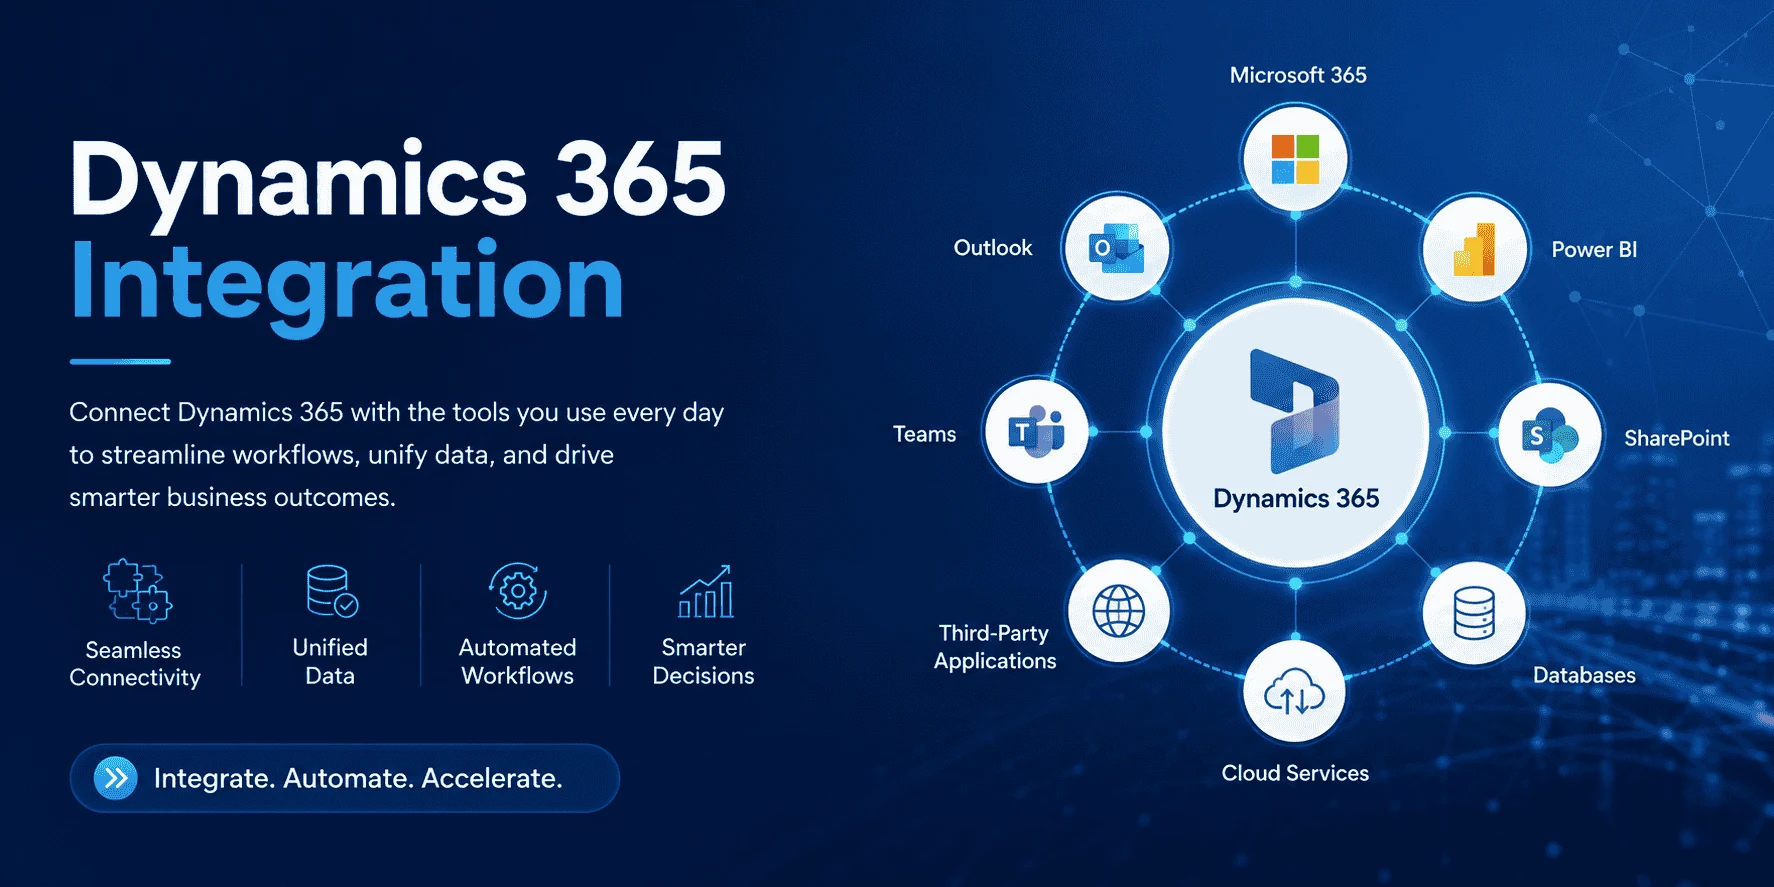 Dynamics 365
Integration
Connect Dynamics 365 with the tools you use every day
to streamline workflows, unify data, and drive
smarter business outcomes.
Seamless
Connectivity
Unified
Data
Automated
Workflows
Smarter
Decisions
Integrate. Automate. Accelerate.
Microsoft 365
Outlook
O
Power BI
Teams
T
Dynamics 365
S
SharePoint
Third-Party
Applications
Databases
Cloud Services